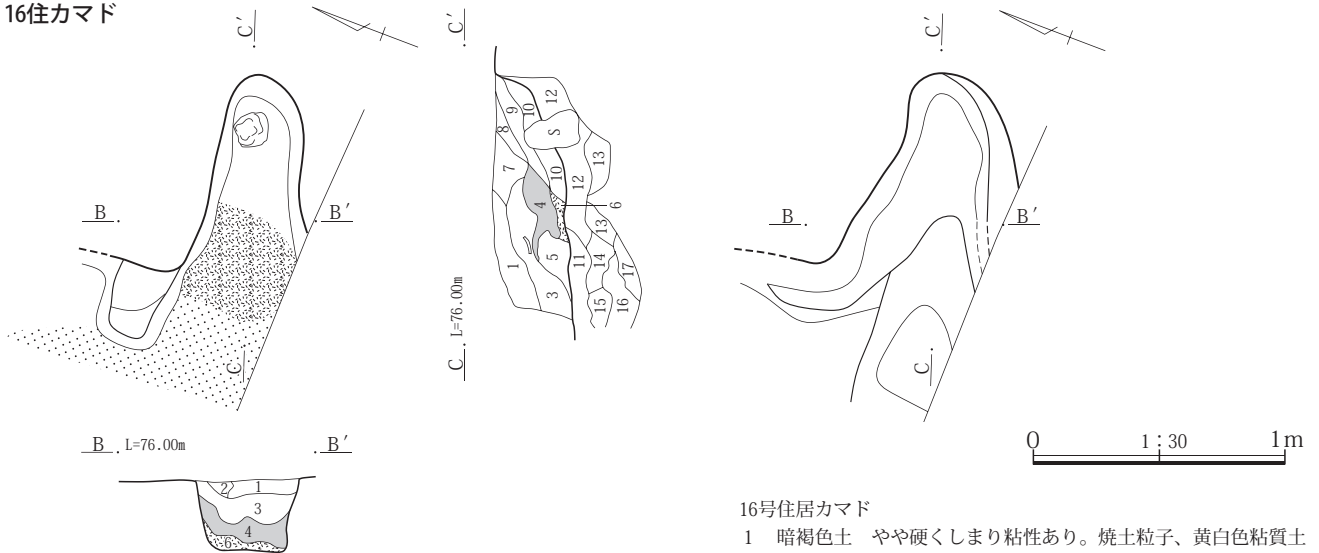 16住カマド
C′
C′
C′
12
10
9
8
S
13
7
10
12
4
6
B
B′
B
B′
13
5
11
14
17
1
3
15
16
C
C L=76.00m
C
B L=76.00m
B′
0 1：30 1m
2
1
3
4
6
16号住居カマド
1 暗褐色土 やや硬くしまり粘性あり。焼土粒子、黄白色粘質土